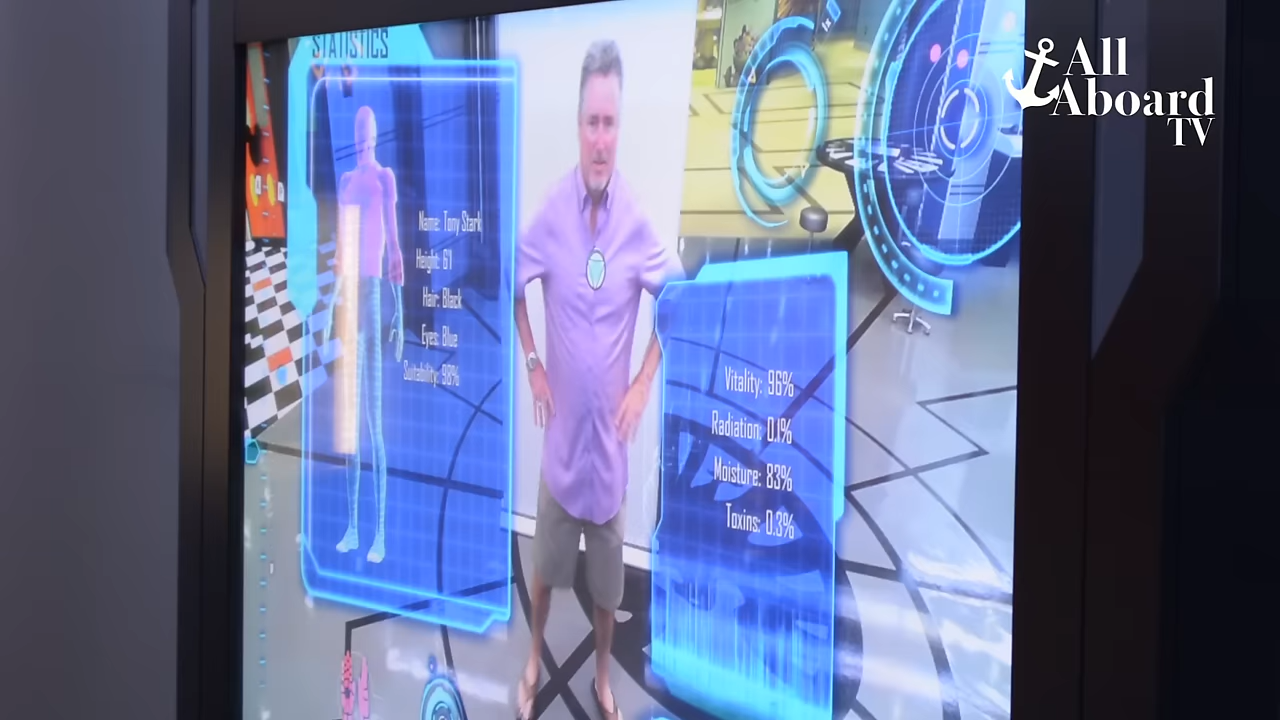 STATISTICS
Name: Tony Stark
Height: 6'1
Hair: Black
Eyes: Blue
Suitability: 98%
Vitality: 96%
Radiation: 0.1%
Moisture: 83%
Toxins: 0.3%
All
Aboard
TV